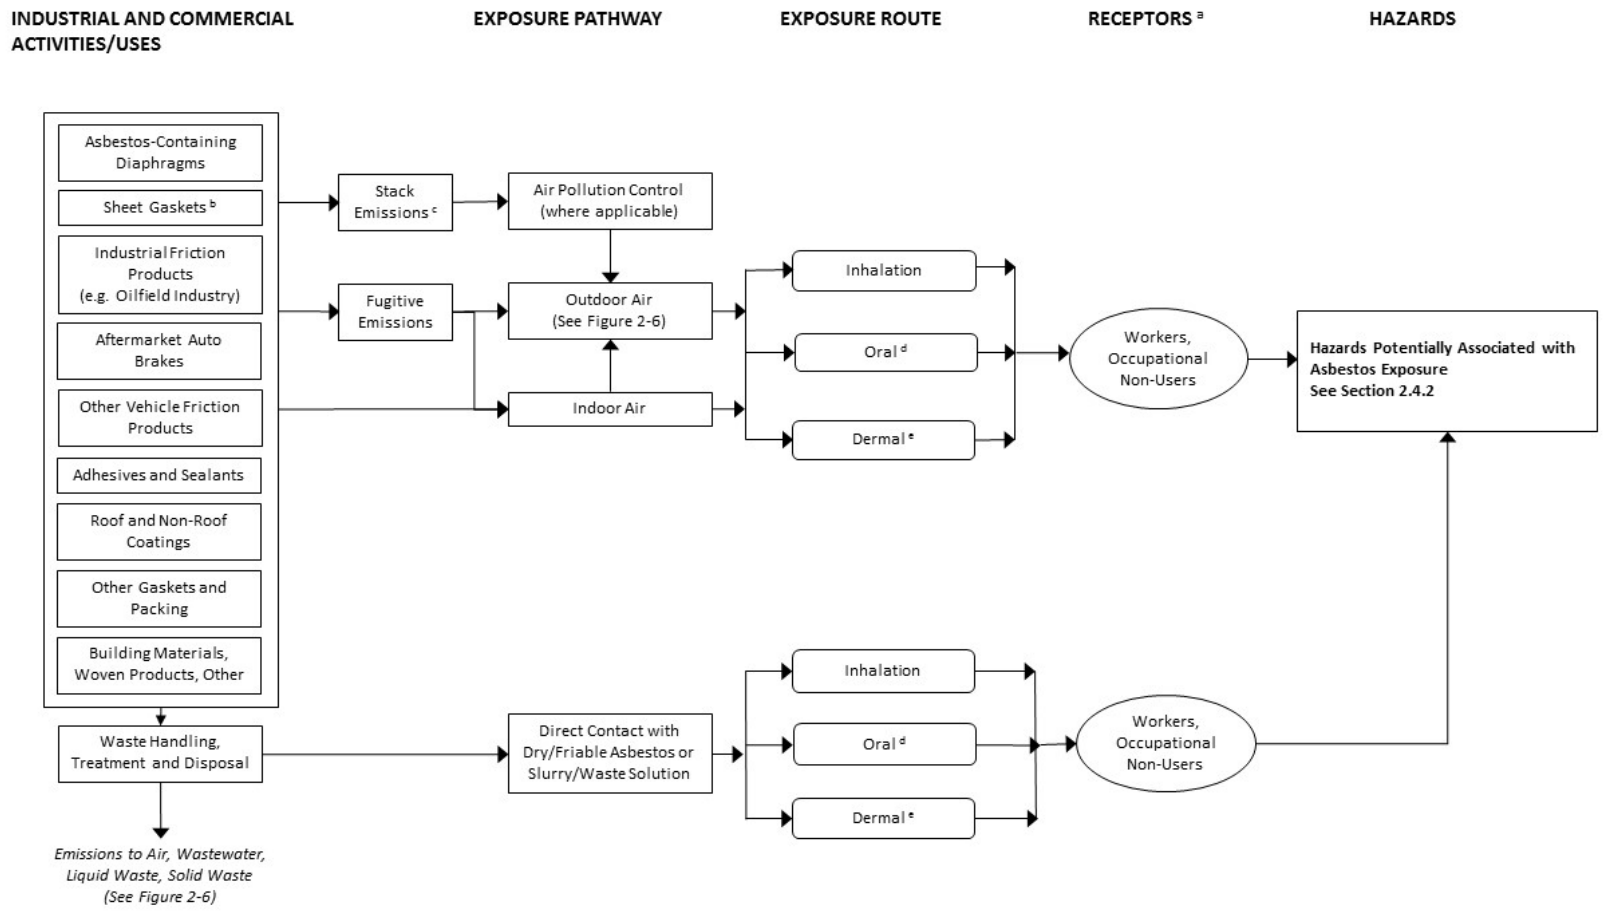 INDUSTRIAL AND COMMERCIAL
ACTIVITIES/USES
EXPOSURE PATHWAY
EXPOSURE ROUTE
RECEPTORS a
HAZARDS
Asbestos-Containing
Diaphragms
Sheet Gaskets b
Industrial Friction
Products
(e.g. Oilfield Industry)
Aftermarket Auto
Brakes
Other Vehicle Friction
Products
Adhesives and Sealants
Roof and Non-Roof
Coatings
Other Gaskets and
Packing
Building Materials,
Woven Products, Other
Waste Handling,
Treatment and Disposal
Emissions to Air, Wastewater,
Liquid Waste, Solid Waste
(See Figure 2-6)
Stack
Emissions c
Fugitive
Emissions
Air Pollution Control
(where applicable)
Outdoor Air
(See Figure 2-6)
Indoor Air
Inhalation
Oral d
Dermal e
Workers,
Occupational
Non-Users
Hazards Potentially Associated with
Asbestos Exposure
See Section 2.4.2
Direct Contact with
Dry/Friable Asbestos or
Slurry/Waste Solution
Inhalation
Oral d
Dermal e
Workers,
Occupational
Non-Users